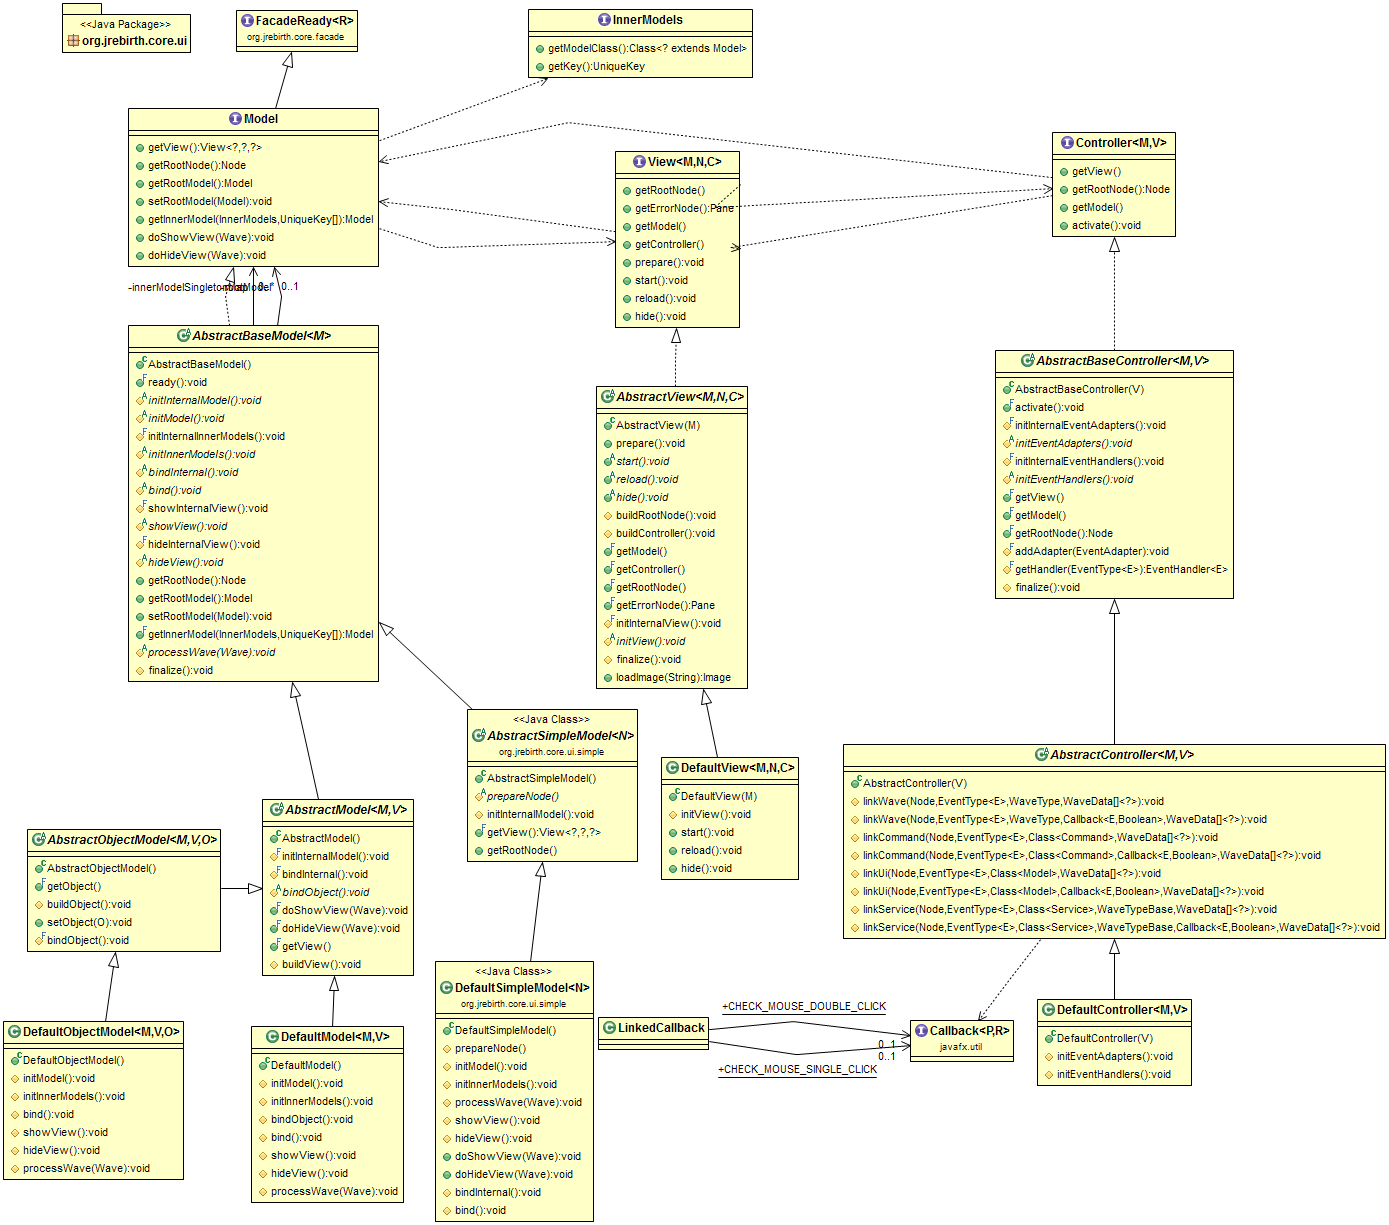 <<Java Package>>
org.jrebirth.core.ui
FacadeReady<R>
org.jrebirth.core.facade
InnerModels
getModelClass():Class<? extends Model>
getKey():UniqueKey
Model
getView():View<?,?,?>
getRootNode():Node
getRootModel():Model
setRootModel(Model):void
getInnerModel(InnerModels,UniqueKey[]):Model
doShowView(Wave):void
doHideView(Wave):void
View<M,N,C>
getRootNode()
getErrorNode():Pane
getModel()
getController()
prepare():void
start():void
reload():void
hide():void
Controller<M,V>
getView()
getRootNode():Node
getModel()
activate():void
0..* 0..1
AbstractBaseModel<M>
AbstractBaseModel()
ready():void
initInternalModel():void
initModel():void
initInternalInnerModels():void
initInnerModels():void
bindInternal():void
bind():void
showInternalView():void
showView():void
hideInternalView():void
hideView():void
getRootNode():Node
getRootModel():Model
setRootModel(Model):void
getInnerModel(InnerModels,UniqueKey[]):Model
processWave(Wave):void
finalize():void
AbstractView<M,N,C>
AbstractView(M)
prepare():void
start():void
reload():void
hide():void
buildRootNode():void
buildController():void
getModel()
getController()
getRootNode()
getErrorNode():Pane
initInternalView():void
initView():void
finalize():void
loadImage(String):Image
AbstractBaseController<M,V>
AbstractBaseController(V)
activate():void
initInternalEventAdapters():void
initEventAdapters():void
initInternalEventHandlers():void
initEventHandlers():void
getView()
getModel()
getRootNode():Node
addAdapter(EventAdapter):void
getHandler(EventType<E>):EventHandler<E>
finalize():void
<<Java Class>>
AbstractSimpleModel<N>
org.jrebirth.core.ui.simple
AbstractSimpleModel()
prepareNode()
initInternalModel():void
getView():View<?,?,?>
getRootNode()
DefaultView<M,N,C>
DefaultView(M)
initView():void
start():void
reload():void
hide():void
AbstractController<M,V>
AbstractController(V)
linkWave(Node,EventType<E>,WaveType,WaveData[]<?>):void
linkWave(Node,EventType<E>,WaveType,Callback<E,Boolean>,WaveData[]<?>):void
linkCommand(Node,EventType<E>,Class<Command>,WaveData[]<?>):void
linkCommand(Node,EventType<E>,Class<Command>,Callback<E,Boolean>,WaveData[]<?>):void
linkUi(Node,EventType<E>,Class<Model>,WaveData[]<?>):void
linkUi(Node,EventType<E>,Class<Model>,Callback<E,Boolean>,WaveData[]<?>):void
linkService(Node,EventType<E>,Class<Service>,WaveTypeBase,WaveData[]<?>):void
linkService(Node,EventType<E>,Class<Service>,WaveTypeBase,Callback<E,Boolean>,WaveData[]<?>):void
AbstractModel<M,V>
AbstractModel()
initInternalModel():void
bindInternal():void
bindObject():void
doShowView(Wave):void
doHideView(Wave):void
getView()
buildView():void
AbstractObjectModel<M,V,O>
AbstractObjectModel()
getObject()
buildObject():void
setObject(O):void
bindObject():void
DefaultObjectModel<M,V,O>
DefaultObjectModel()
initModel():void
initInnerModels():void
bind():void
showView():void
hideView():void
processWave(Wave):void
DefaultModel<M,V>
DefaultModel()
initModel():void
initInnerModels():void
bindObject():void
bind():void
showView():void
hideView():void
processWave(Wave):void
<<Java Class>>
DefaultSimpleModel<N>
org.jrebirth.core.ui.simple
DefaultSimpleModel()
prepareNode()
initModel():void
initInnerModels():void
processWave(Wave):void
showView():void
hideView():void
doShowView(Wave):void
doHideView(Wave):void
bindInternal():void
bind():void
LinkedCallback
+CHECK_MOUSE_DOUBLE_CLICK
0..1
0..1
+CHECK_MOUSE_SINGLE_CLICK
Callback<P,R>
javafx.util
DefaultController<M,V>
DefaultController(V)
initEventAdapters():void
initEventHandlers():void